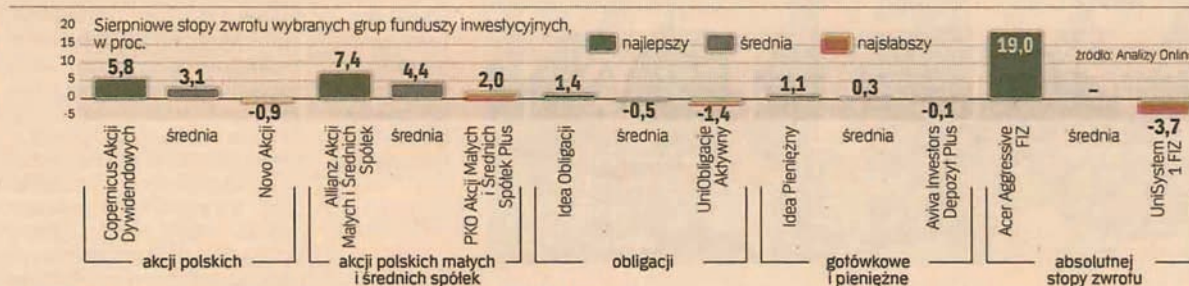 20
Sierpniowe stopy zwrotu wybranych grup funduszy inwestycyjnych,
w proc.
15
10
5
0
-5
najlepszy
średnia
najsłabszy
źródło: Analizy Online
5,8
3,1
-0,9
7,4
4,4
2,0
1,4
-0,5
-1,4
1,1
0,3
-0,1
19,0
–
-3,7
Copernicus Akcji
Dywidendowych
średnia
Novo Akcji
Allianz Akcji
Małych i Średnich
Spółek
średnia
PKO Akcji Małych
i Średnich
Spółek Plus
Idea Obligacji
średnia
UniObligacje
Aktywny
Idea Pieniężny
średnia
Aviva Investors
Depozyt Plus
Acer Aggressive
FIZ
średnia
UniSystem
1 FIZ
akcji polskich
akcji polskich małych
i średnich spółek
obligacji
gotówkowe
i pieniężne
absolutnej
stopy zwrotu